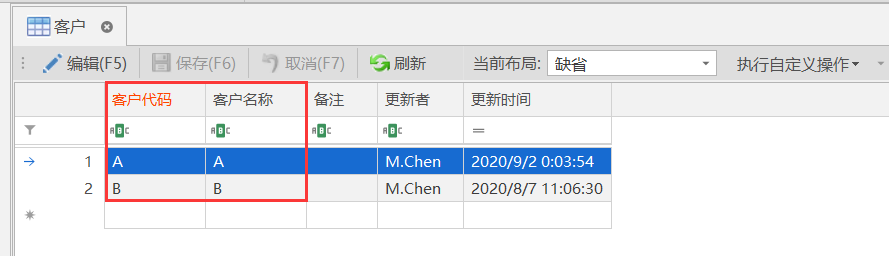 客户
编辑(F5) 保存(F6) 取消(F7) 刷新 当前布局: 缺省 执行自定义操作
客户代码 客户名称 备注 更新者 更新时间
ABC ABC ABC ABC =
1 A A M.Chen 2020/9/2 0:03:54
2 B B M.Chen 2020/8/7 11:06:30